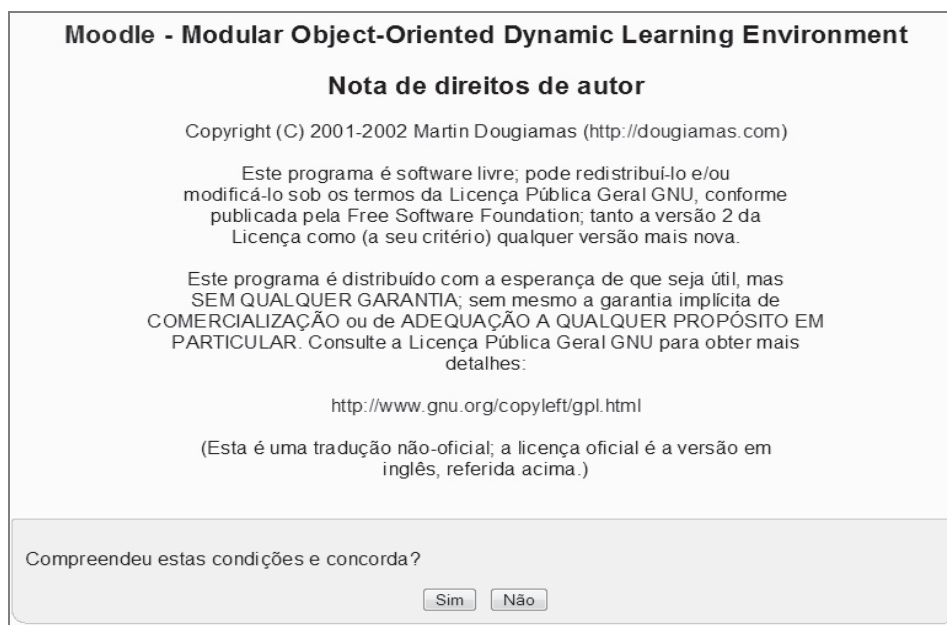 Moodle - Modular Object-Oriented Dynamic Learning Environment
Nota de direitos de autor
Copyright (C) 2001-2002 Martin Dougiamas (http://dougiamas.com)
Este programa é software livre; pode redistribuí-lo e/ou
modificá-lo sob os termos da Licença Pública Geral GNU, conforme
publicada pela Free Software Foundation; tanto a versão 2 da
Licença como (a seu critério) qualquer versão mais nova.
Este programa é distribuído com a esperança de que seja útil, mas
SEM QUALQUER GARANTIA; sem mesmo a garantia implícita de
COMERCIALIZAÇÃO ou de ADEQUAÇÃO A QUALQUER PROPÓSITO EM
PARTICULAR. Consulte a Licença Pública Geral GNU para obter mais
detalhes:
http://www.gnu.org/copyleft/gpl.html
(Esta é uma tradução não-oficial; a licença oficial é a versão em
inglês, referida acima.)
Compreendeu estas condições e concorda?
Sim Não